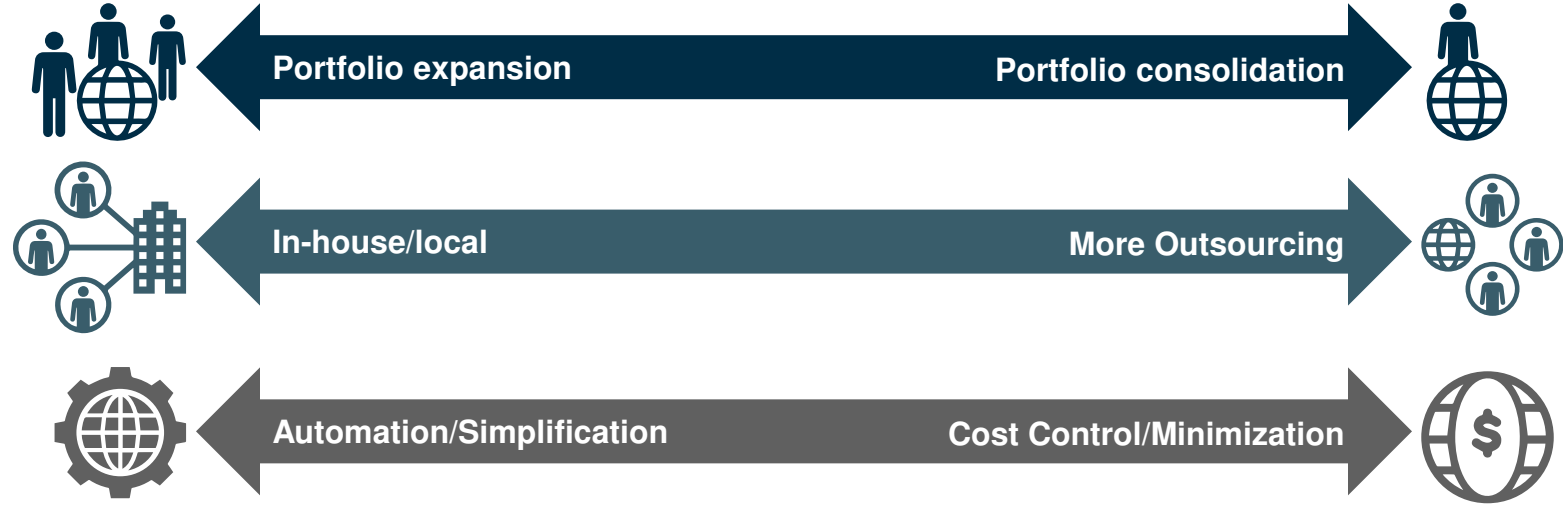 Portfolio expansion
Portfolio consolidation
In-house/local
More Outsourcing
Automation/Simplification
Cost Control/Minimization
$